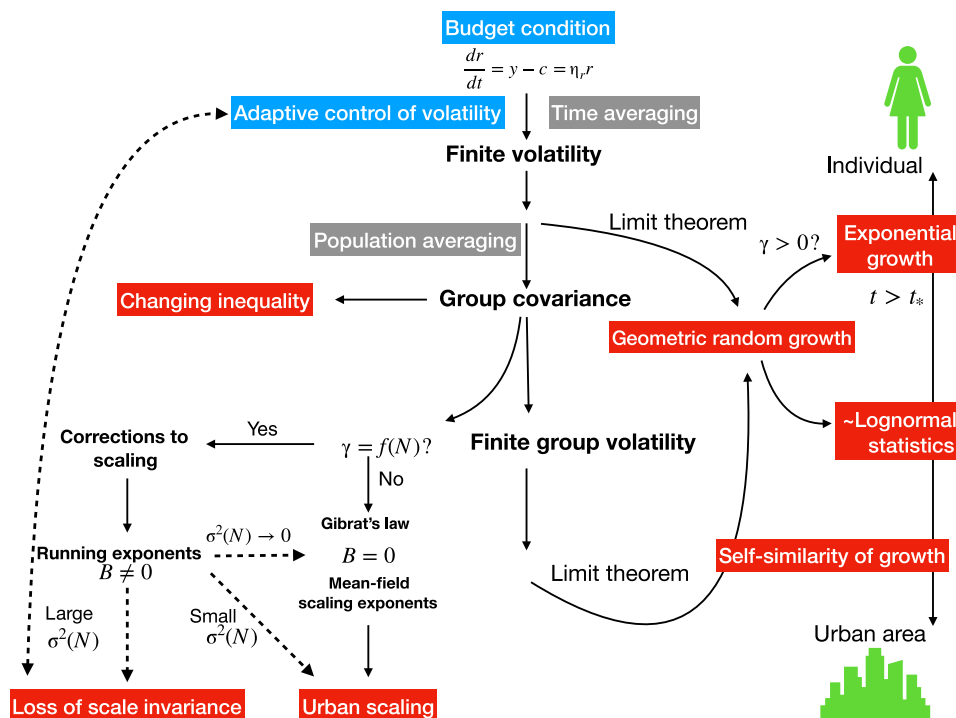 Budget condition
dr/dt = y − c = η_r r
Adaptive control of volatility
Time averaging
Finite volatility
Individual
Limit theorem
Population averaging
γ > 0?
Exponential
growth
Changing inequality
Group covariance
t > t_*
Geometric random growth
Yes
Corrections to
scaling
γ = f(N)?
Finite group volatility
~Lognormal
statistics
No
Gibrat's law
σ²(N) → 0
Running exponents
B ≠ 0
B = 0
Mean-field
scaling exponents
Self-similarity of growth
Limit theorem
Large
σ²(N)
Small
σ²(N)
Urban area
Loss of scale invariance
Urban scaling